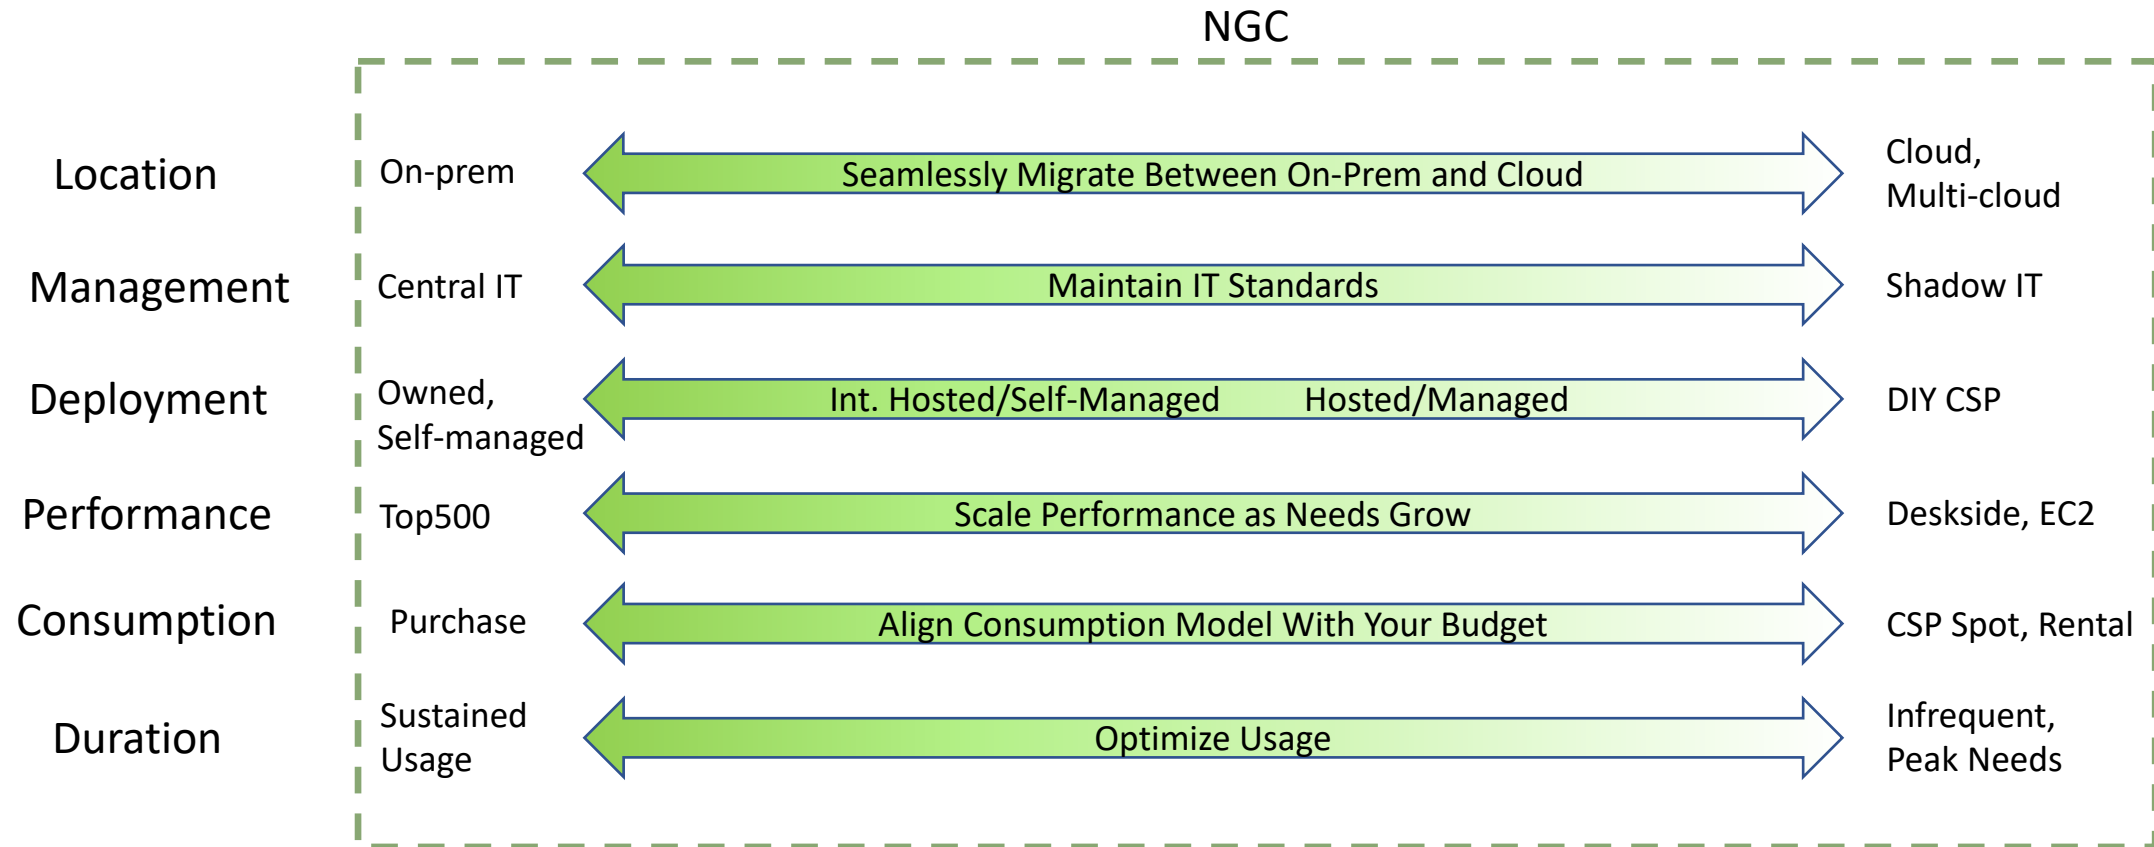 NGC
Location
On-prem
Seamlessly Migrate Between On-Prem and Cloud
Cloud,
Multi-cloud
Management
Central IT
Maintain IT Standards
Shadow IT
Deployment
Owned,
Self-managed
Int. Hosted/Self-Managed
Hosted/Managed
DIY CSP
Performance
Top500
Scale Performance as Needs Grow
Deskside, EC2
Consumption
Purchase
Align Consumption Model With Your Budget
CSP Spot, Rental
Duration
Sustained
Usage
Optimize Usage
Infrequent,
Peak Needs